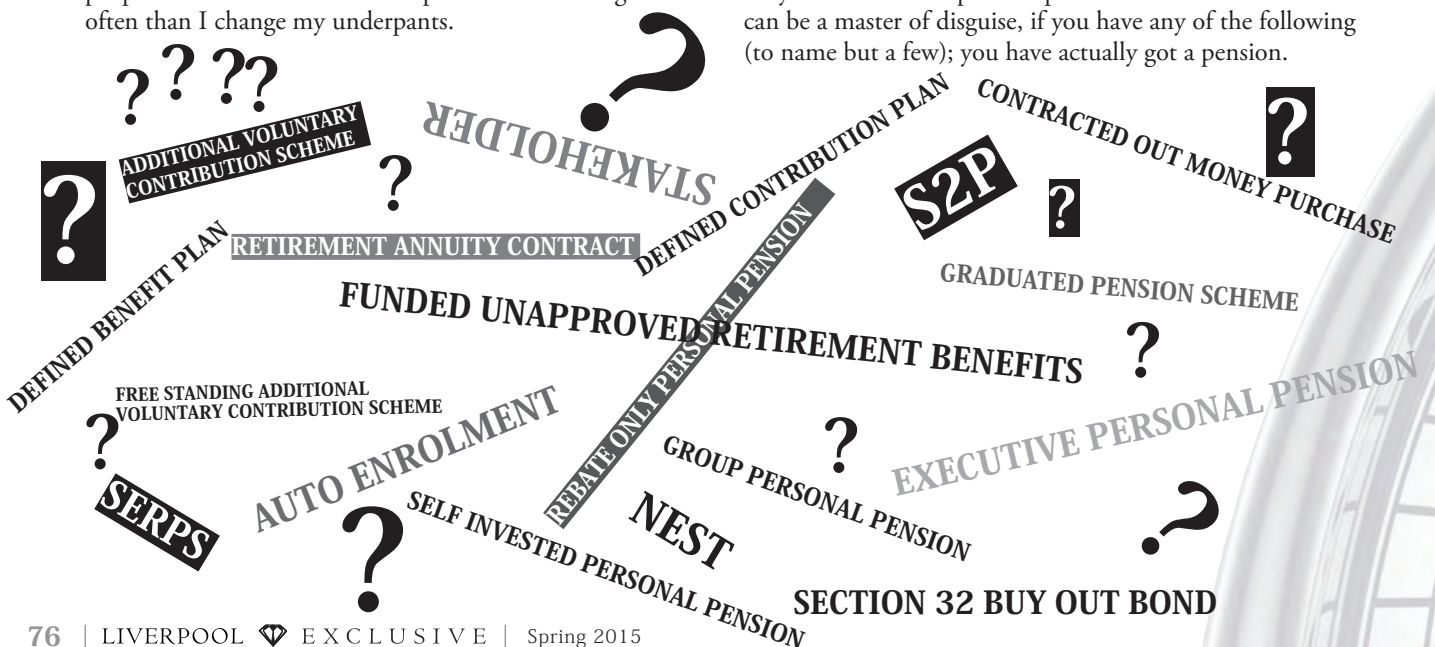 often than I change my underpants.
can be a master of disguise, if you have any of the following
(to name but a few); you have actually got a pension.
? ? ? ?
?
ADDITIONAL VOLUNTARY
CONTRIBUTION SCHEME
STAKEHOLDER
DEFINED CONTRIBUTION PLAN
CONTRACTED OUT MONEY PURCHASE
?
?
?
S2P
?
DEFINED BENEFIT PLAN
RETIREMENT ANNUITY CONTRACT
REBATE ONLY PERSONAL PENSION
GRADUATED PENSION SCHEME
FUNDED UNAPPROVED RETIREMENT BENEFITS
?
FREE STANDING ADDITIONAL
VOLUNTARY CONTRIBUTION SCHEME
?
AUTO ENROLMENT
EXECUTIVE PERSONAL PENSION
GROUP PERSONAL PENSION
?
SERPS
?
SELF INVESTED PERSONAL PENSION
NEST
?
SECTION 32 BUY OUT BOND
76 | LIVERPOOL EXCLUSIVE | Spring 2015